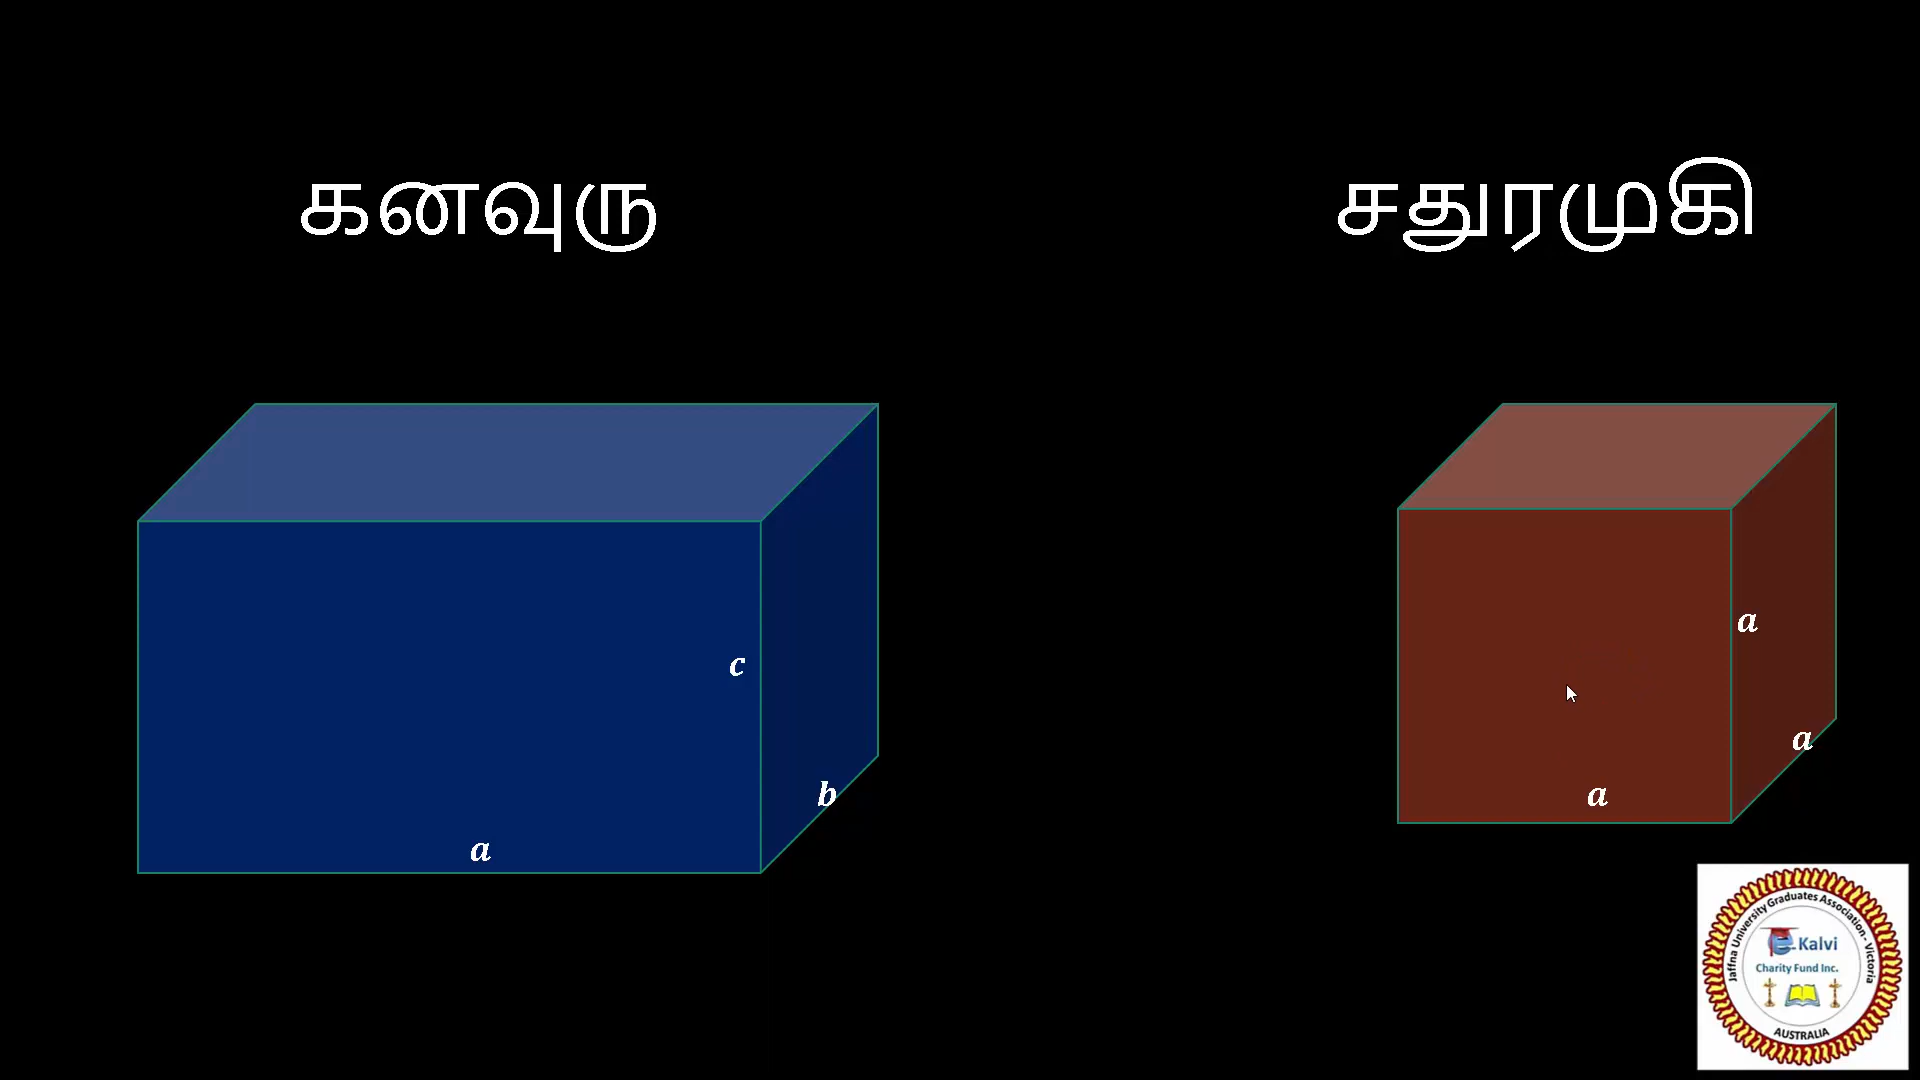 கனவுரு
சதுரமுகி
c
b
a
a
a
a
Jaffna University Graduates Association - Victoria
e Kalvi
Charity Fund Inc.
AUSTRALIA